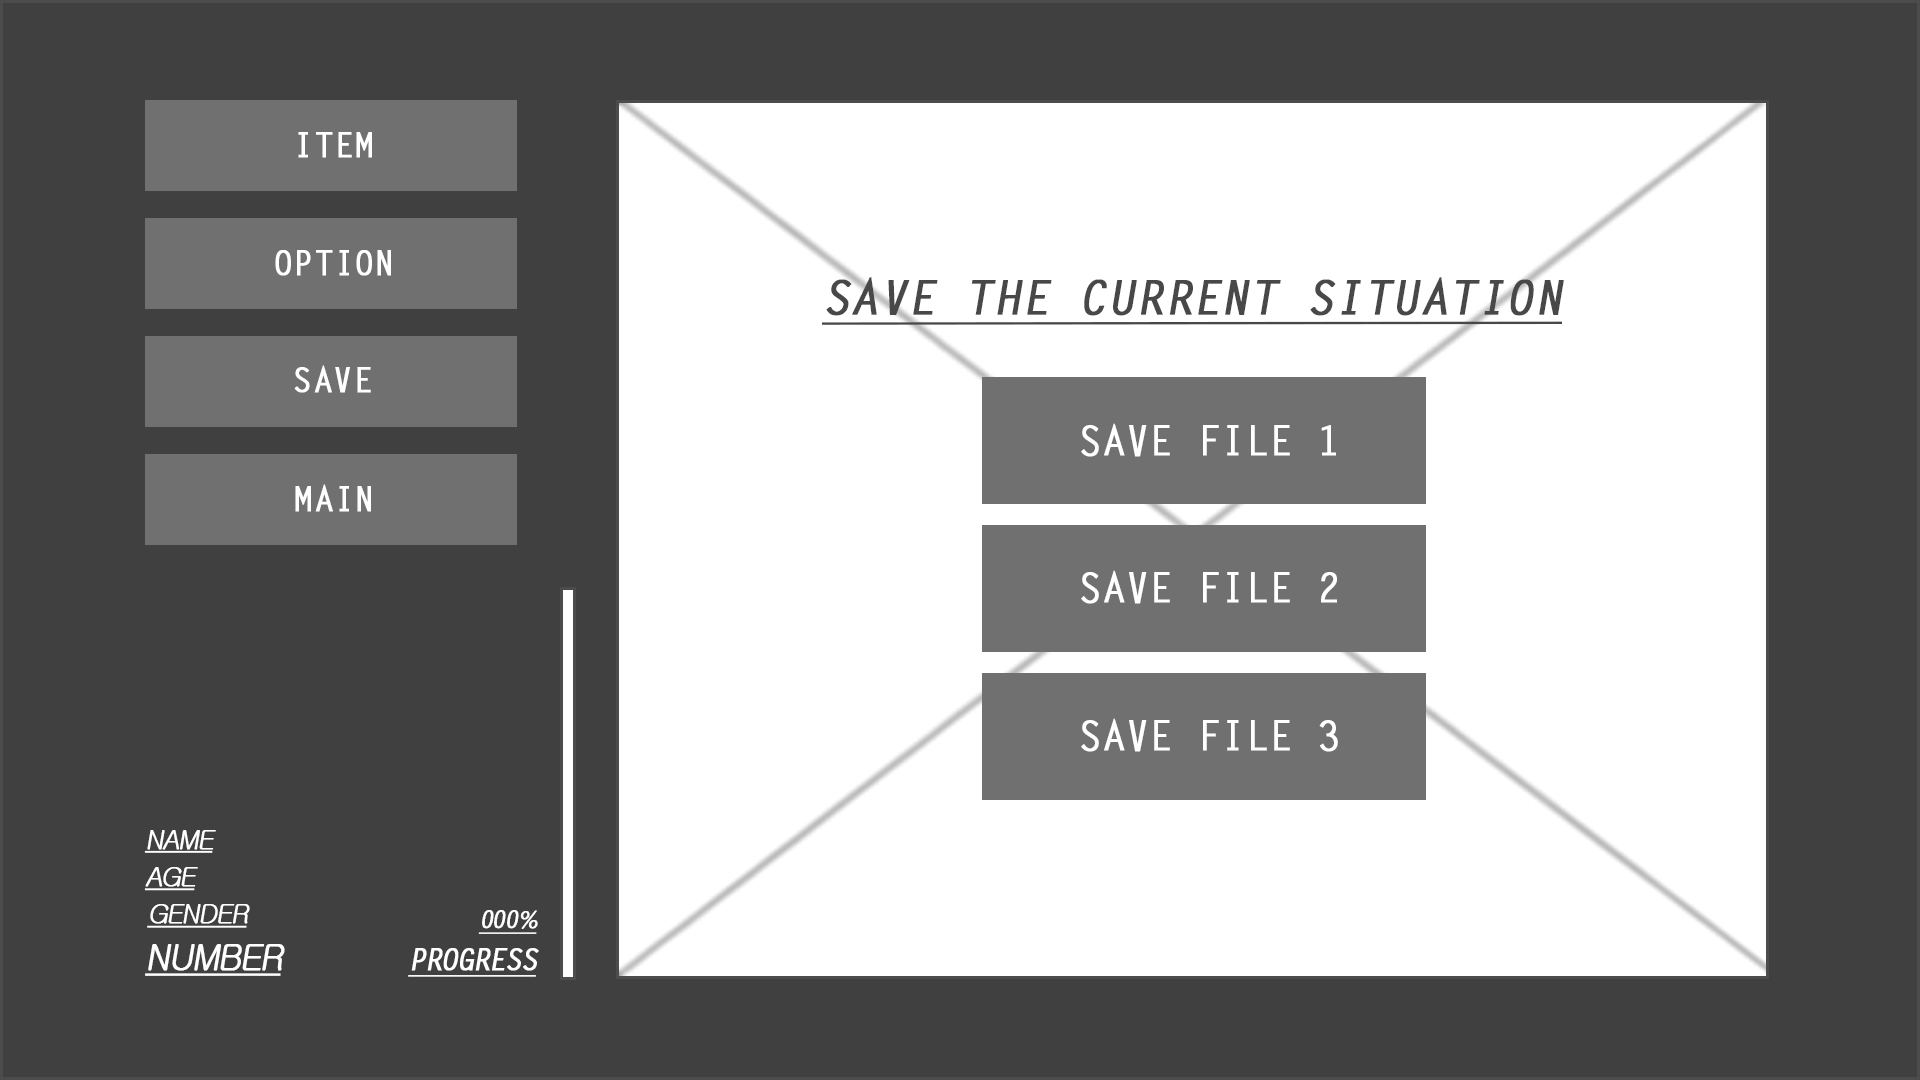 ITEM
OPTION
SAVE
MAIN
NAME
AGE
GENDER
NUMBER
000%
PROGRESS
SAVE THE CURRENT SITUATION
SAVE FILE 1
SAVE FILE 2
SAVE FILE 3